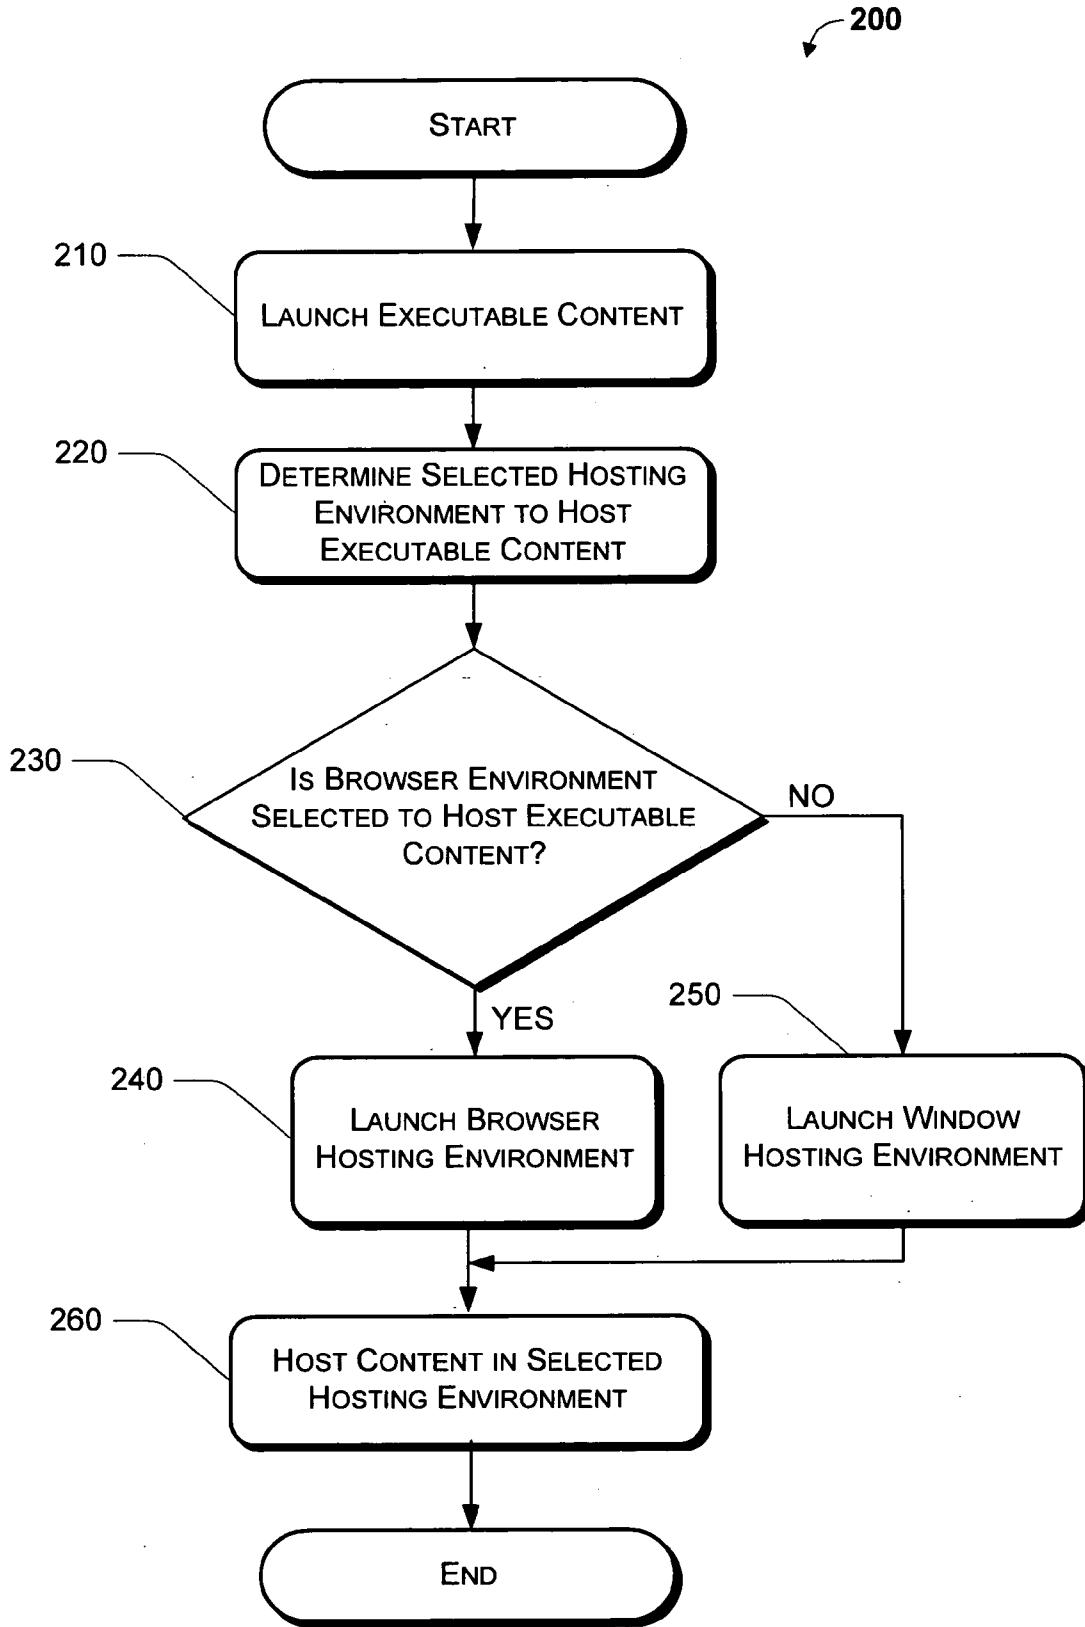 200
START
210
LAUNCH EXECUTABLE CONTENT
220
DETERMINE SELECTED HOSTING
ENVIRONMENT TO HOST
EXECUTABLE CONTENT
230
IS BROWSER ENVIRONMENT
SELECTED TO HOST EXECUTABLE
CONTENT?
NO
YES
240
LAUNCH BROWSER
HOSTING ENVIRONMENT
250
LAUNCH WINDOW
HOSTING ENVIRONMENT
260
HOST CONTENT IN SELECTED
HOSTING ENVIRONMENT
END